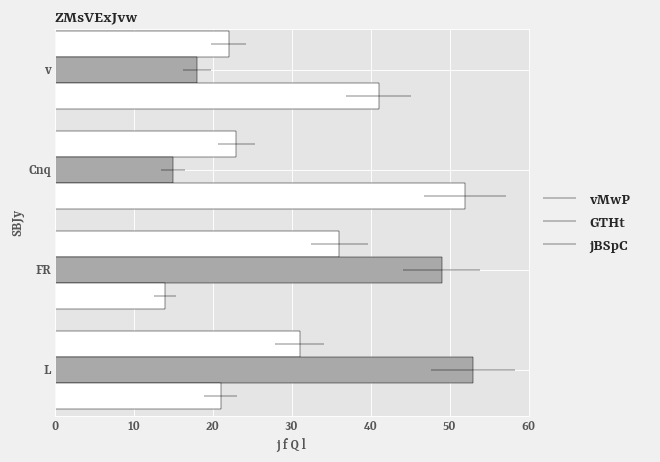 ZMsVExJvw
v
Cnq
FR
L
SBJy
0 10 20 30 40 50 60
jfQl
vMwP
GTHt
jBSpC